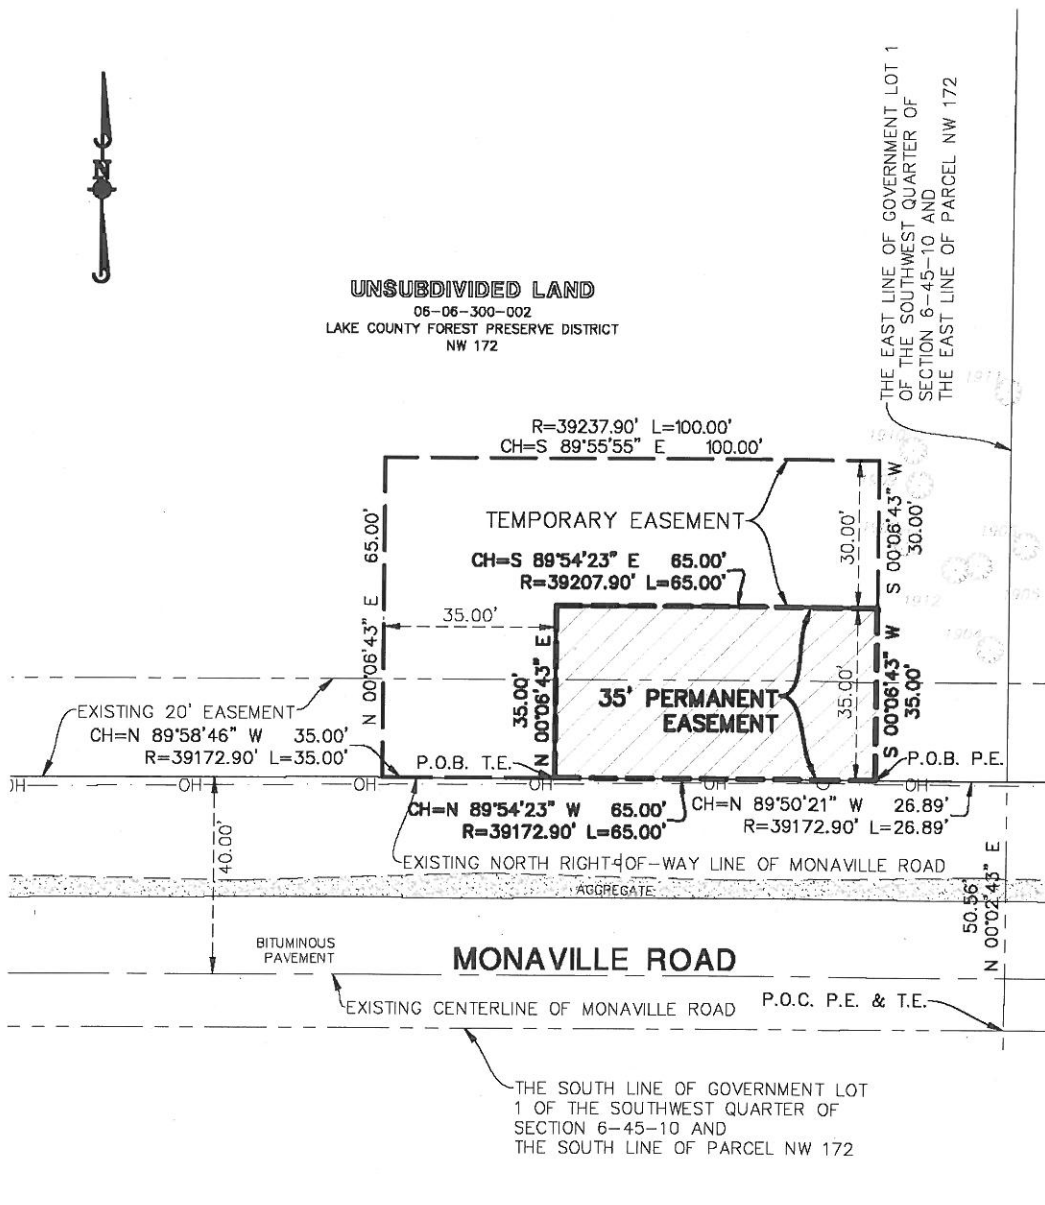 THE EAST LINE OF GOVERNMENT LOT 1
OF THE SOUTHWEST QUARTER OF
SECTION 6-45-10 AND
THE EAST LINE OF PARCEL NW 172
N
UNSUBDIVIDED LAND
06-06-300-002
LAKE COUNTY FOREST PRESERVE DISTRICT
NW 172
R=39237.90' L=100.00'
CH=S 89°55'55" E 100.00'
TEMPORARY EASEMENT
CH=S 89°54'23" E 65.00'
R=39207.90' L=65.00'
N 00°06'43" E 65.00'
30.00'
S 00°06'43" W
30.00'
1912
35.00'
35.00'
N 00°06'43" E
35' PERMANENT
EASEMENT
35.00'
S 00°06'43" W
35.00'
EXISTING 20' EASEMENT
CH=N 89°58'46" W 35.00'
R=39172.90' L=35.00'
P.O.B. T.E.
P.O.B. P.E.
OH
OH
OH
OH
OH
CH=N 89°54'23" W 65.00'
R=39172.90' L=65.00'
CH=N 89°50'21" W 26.89'
R=39172.90' L=26.89'
40.00'
EXISTING NORTH RIGHT-OF-WAY LINE OF MONAVILLE ROAD
AGGREGATE
50.56'
N 00°02'43" E
BITUMINOUS
PAVEMENT
MONAVILLE ROAD
EXISTING CENTERLINE OF MONAVILLE ROAD
P.O.C. P.E. & T.E.
THE SOUTH LINE OF GOVERNMENT LOT
1 OF THE SOUTHWEST QUARTER OF
SECTION 6-45-10 AND
THE SOUTH LINE OF PARCEL NW 172